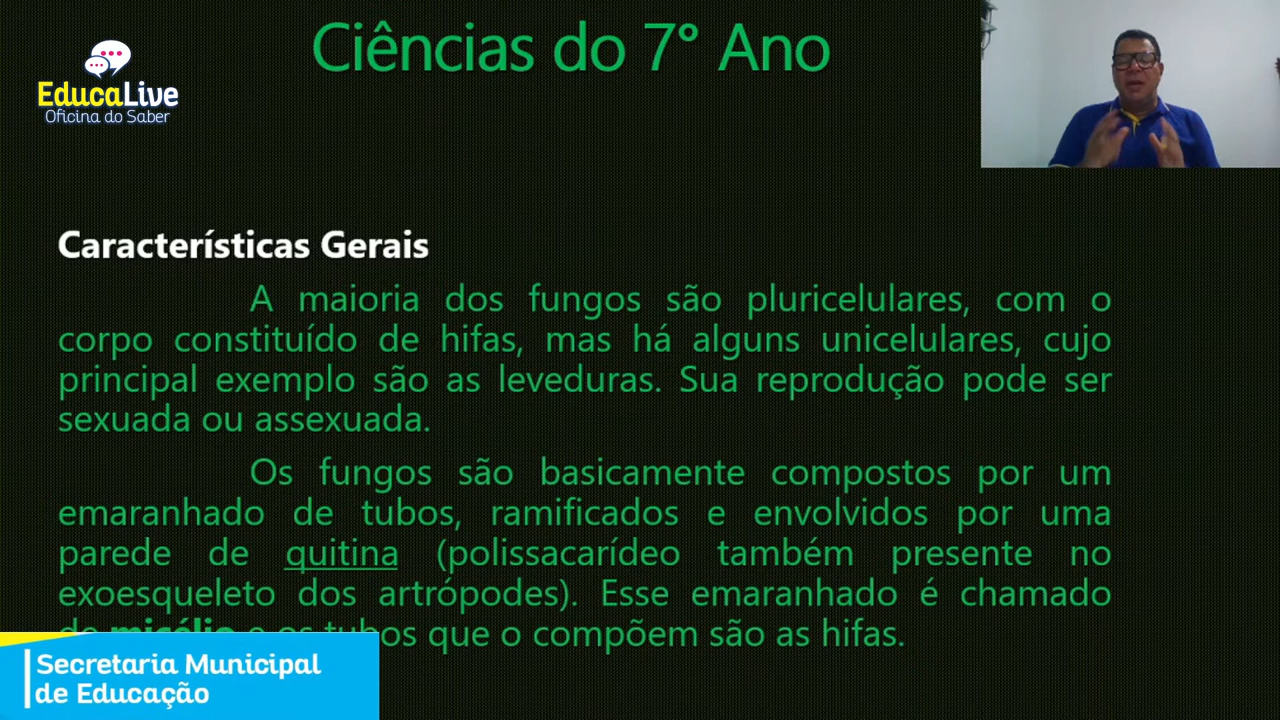 Ciências do 7° Ano
EducaLive
Oficina do Saber
Características Gerais
A maioria dos fungos são pluricelulares, com o
corpo constituído de hifas, mas há alguns unicelulares, cujo
principal exemplo são as leveduras. Sua reprodução pode ser
sexuada ou assexuada.
Os fungos são basicamente compostos por um
emaranhado de tubos, ramificados e envolvidos por uma
parede de quitina (polissacarídeo também presente no
exoesqueleto dos artrópodes). Esse emaranhado é chamado
de micélio e os tubos que o compõem são as hifas.
Secretaria Municipal
de Educação